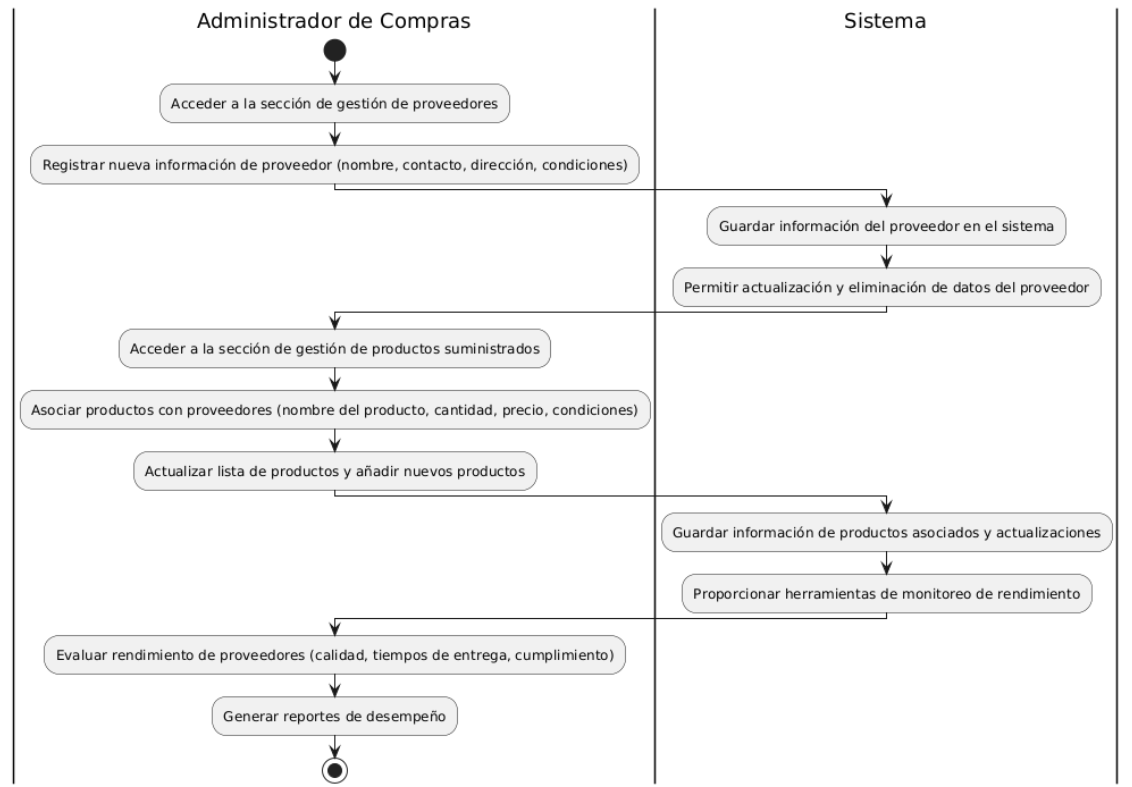 Administrador de Compras
Sistema
Acceder a la sección de gestión de proveedores
Registrar nueva información de proveedor (nombre, contacto, dirección, condiciones)
Guardar información del proveedor en el sistema
Permitir actualización y eliminación de datos del proveedor
Acceder a la sección de gestión de productos suministrados
Asociar productos con proveedores (nombre del producto, cantidad, precio, condiciones)
Actualizar lista de productos y añadir nuevos productos
Guardar información de productos asociados y actualizaciones
Proporcionar herramientas de monitoreo de rendimiento
Evaluar rendimiento de proveedores (calidad, tiempos de entrega, cumplimiento)
Generar reportes de desempeño